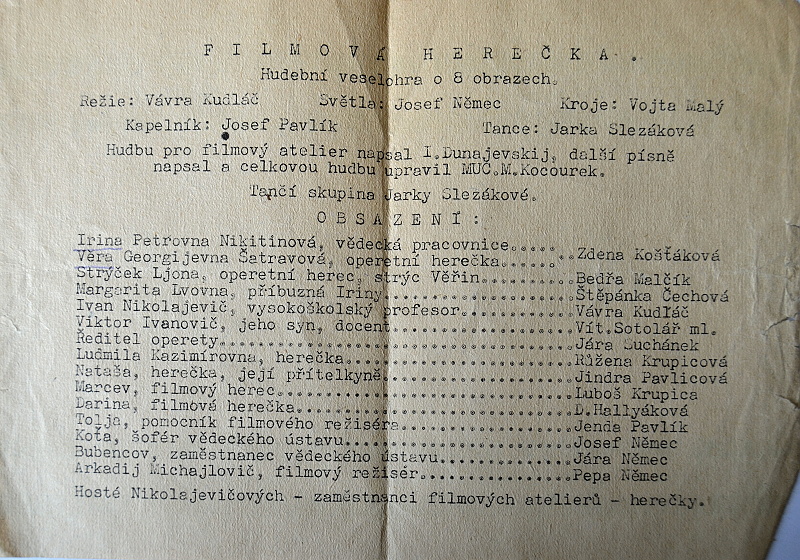 FILMOVÁ HEREČKA.
Hudební veselohra o 8 obrazech.
Režie: Vávra Kudláč Světla: Josef Němec Kroje: Vojta Malý
Kapelník: Josef Pavlík Tance: Jarka Slezáková
Hudbu pro filmový atelier napsal I.Dunajevskij, další písně
napsal a celkovou hudbu upravil MUC.M.Kocourek.
Tančí skupina Jarky Slezákové.
OBSAZENÍ:
Irina Petrovna Nikitinová, vědecká pracovnice......
Věra Georgijevna Šatravová, operetní herečka.......Zdena Košťáková
Strýček Ljona, operetní herec, strýc Věřin.........Bedřa Malčík
Margarita Lvovna, příbuzná Iriny...................Štěpánka Čechová
Ivan Nikolajevič, vysokoškolský profesor...........Vávra Kudláč
Viktor Ivanovič, jeho syn, docent..................Vít.Sotolář ml.
Ředitel operety....................................Jára Suchánek
Ludmila Kazimírovna, herečka.......................Růžena Krupicová
Nataša, herečka, její přítelkyně...................Jindra Pavlicová
Marcev, filmový herec..............................Luboš Krupica
Darina, filmová herečka............................D.Hallyáková
Tolja, pomocník filmového režiséra.................Jenda Pavlík
Kota, šofér vědeckého ústavu.......................Josef Němec
Bubencov, zaměstnanec vědeckého ústavu.............Jára Němec
Arkadij Michajlovič, filmový režisér...............Pepa Němec
Hosté Nikolajevičových - zaměstnanci filmových atelierů - herečky.